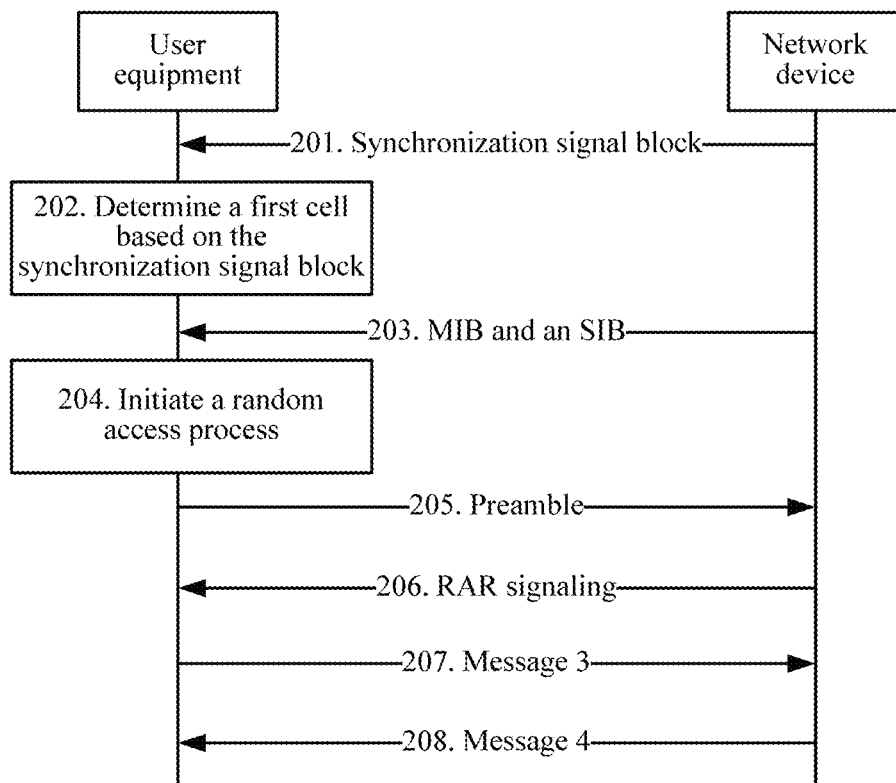 User
equipment
Network
device
201. Synchronization signal block
202. Determine a first cell
based on the
synchronization signal block
203. MIB and an SIB
204. Initiate a random
access process
205. Preamble
206. RAR signaling
207. Message 3
208. Message 4